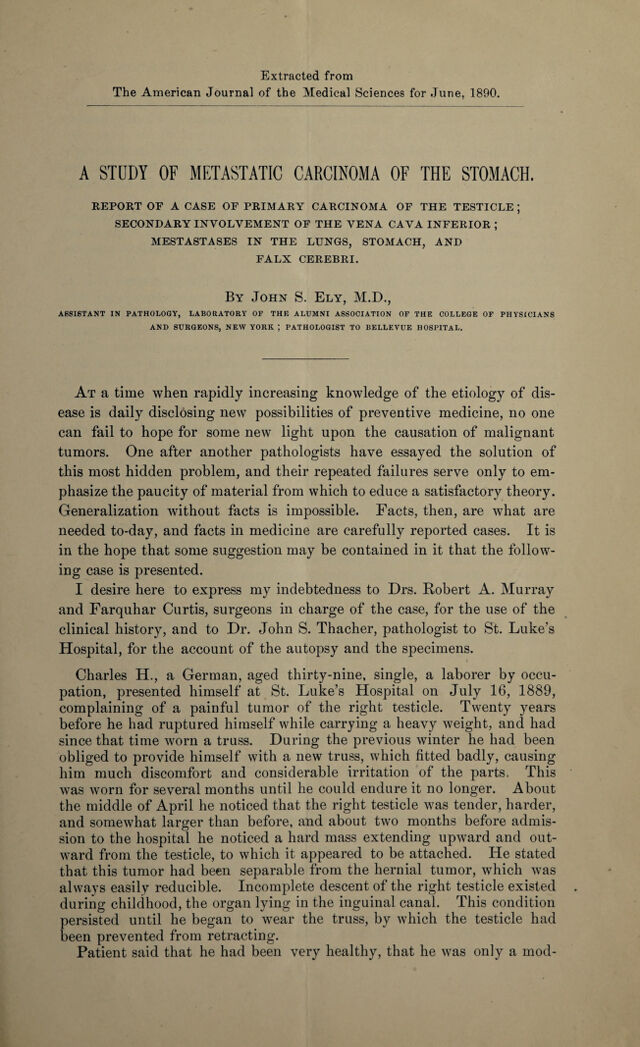 Extracted from
The American Journal of the Medical Sciences for June, 1890.
A STUDY OF METASTATIC CARCINOMA OF THE STOMACH.
REPORT OF A CASE OF PRIMARY CARCINOMA OF THE TESTICLE;
SECONDARY INVOLVEMENT OF THE VENA CAVA INFERIOR;
MESTASTASES IN THE LUNGS, STOMACH, AND
FALX CEREBRI.
By John S. Ely, M.D.,
ASSISTANT IN PATHOLOGY, LABORATORY OF THE ALUMNI ASSOCIATION OF THE COLLEGE OF PHYSICIANS
AND SURGEONS, NEW YORK; PATHOLOGIST TO BELLEVUE HOSPITAL.
At a time when rapidly increasing knowledge of the etiology of dis-
ease is daily disclosing new possibilities of preventive medicine, no one
can fail to hope for some new light upon the causation of malignant
tumors. One after another pathologists have essayed the solution of
this most hidden problem, and their repeated failures serve only to em-
phasize the paucity of material from which to educe a satisfactory theory.
Generalization without facts is impossible. Facts, then, are what are
needed to-day, and facts in medicine are carefully reported cases. It is
in the hope that some suggestion may be contained in it that the follow-
ing case is presented.
I desire here to express my indebtedness to Drs. Robert A. Murray
and Farquhar Curtis, surgeons in charge of the case, for the use of the
clinical history, and to Dr. John S. Thacher, pathologist to St. Luke's
Hospital, for the account of the autopsy and the specimens.
Charles H., a German, aged thirty-nine, single, a laborer by occu-
pation, presented himself at St. Luke's Hospital on July 16, 1889,
complaining of a painful tumor of the right testicle. Twenty years
before he had ruptured himself while carrying a heavy weight, and had
since that time worn a truss. During the previous winter he had been
obliged to provide himself with a new truss, which fitted badly, causing
him much discomfort and considerable irritation of the parts. This
was worn for several months until he could endure it no longer. About
the middle of April he noticed that the right testicle was tender, harder,
and somewhat larger than before, and about two months before admis-
sion to the hospital he noticed a hard mass extending upward and out-
ward from the testicle, to which it appeared to be attached. He stated
that this tumor had been separable from the hernial tumor, which was
always easily reducible. Incomplete descent of the right testicle existed
during childhood, the organ lying in the inguinal canal. This condition
persisted until he began to wear the truss, by which the testicle had
been prevented from retracting.
Patient said that he had been very healthy, that he was only a mod-